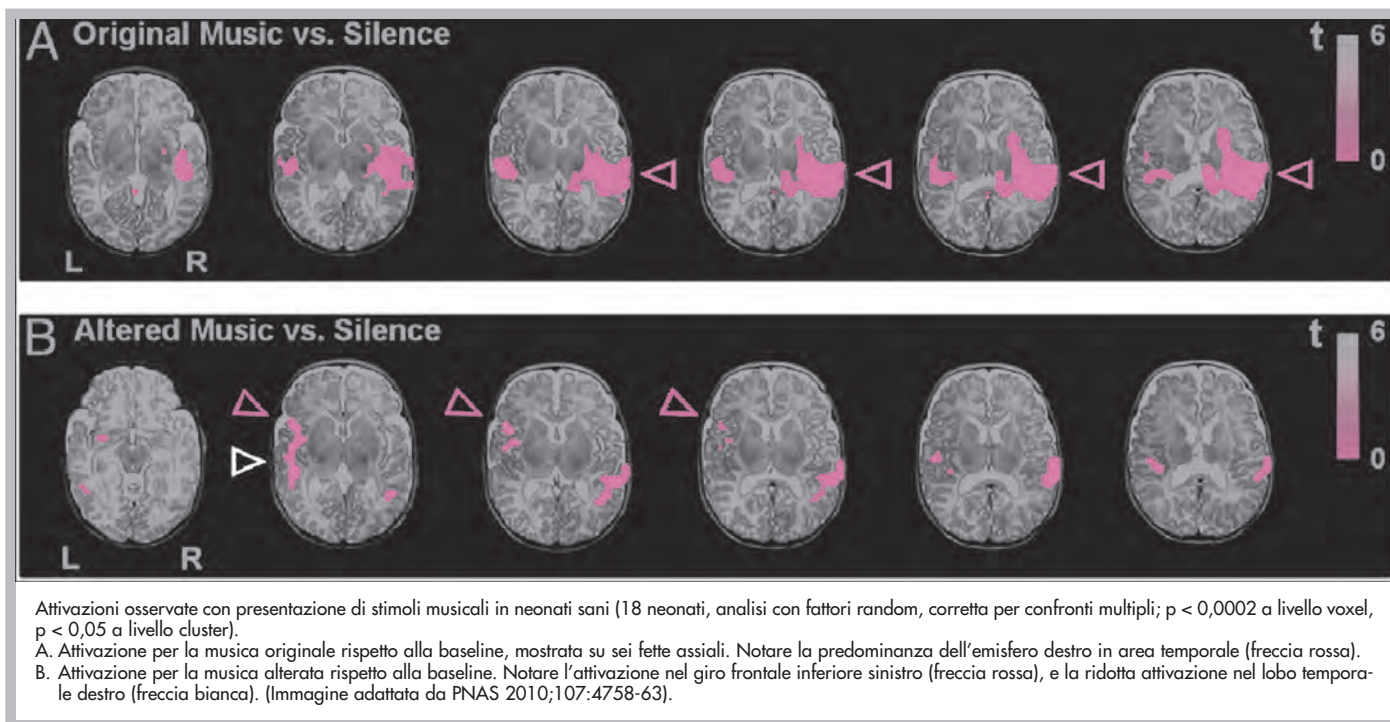 A Original Music vs. Silence
t 6
0
L R
B Altered Music vs. Silence
t 6
0
L R
Attivazioni osservate con presentazione di stimoli musicali in neonati sani (18 neonati, analisi con fattori random, corretta per confronti multipli; p < 0,0002 a livello voxel,
p < 0,05 a livello cluster).
A. Attivazione per la musica originale rispetto alla baseline, mostrata su sei fette assiali. Notare la predominanza dell'emisfero destro in area temporale (freccia rossa).
B. Attivazione per la musica alterata rispetto alla baseline. Notare l'attivazione nel giro frontale inferiore sinistro (freccia rossa), e la ridotta attivazione nel lobo tempora-
le destro (freccia bianca). (Immagine adattata da PNAS 2010;107:4758-63).